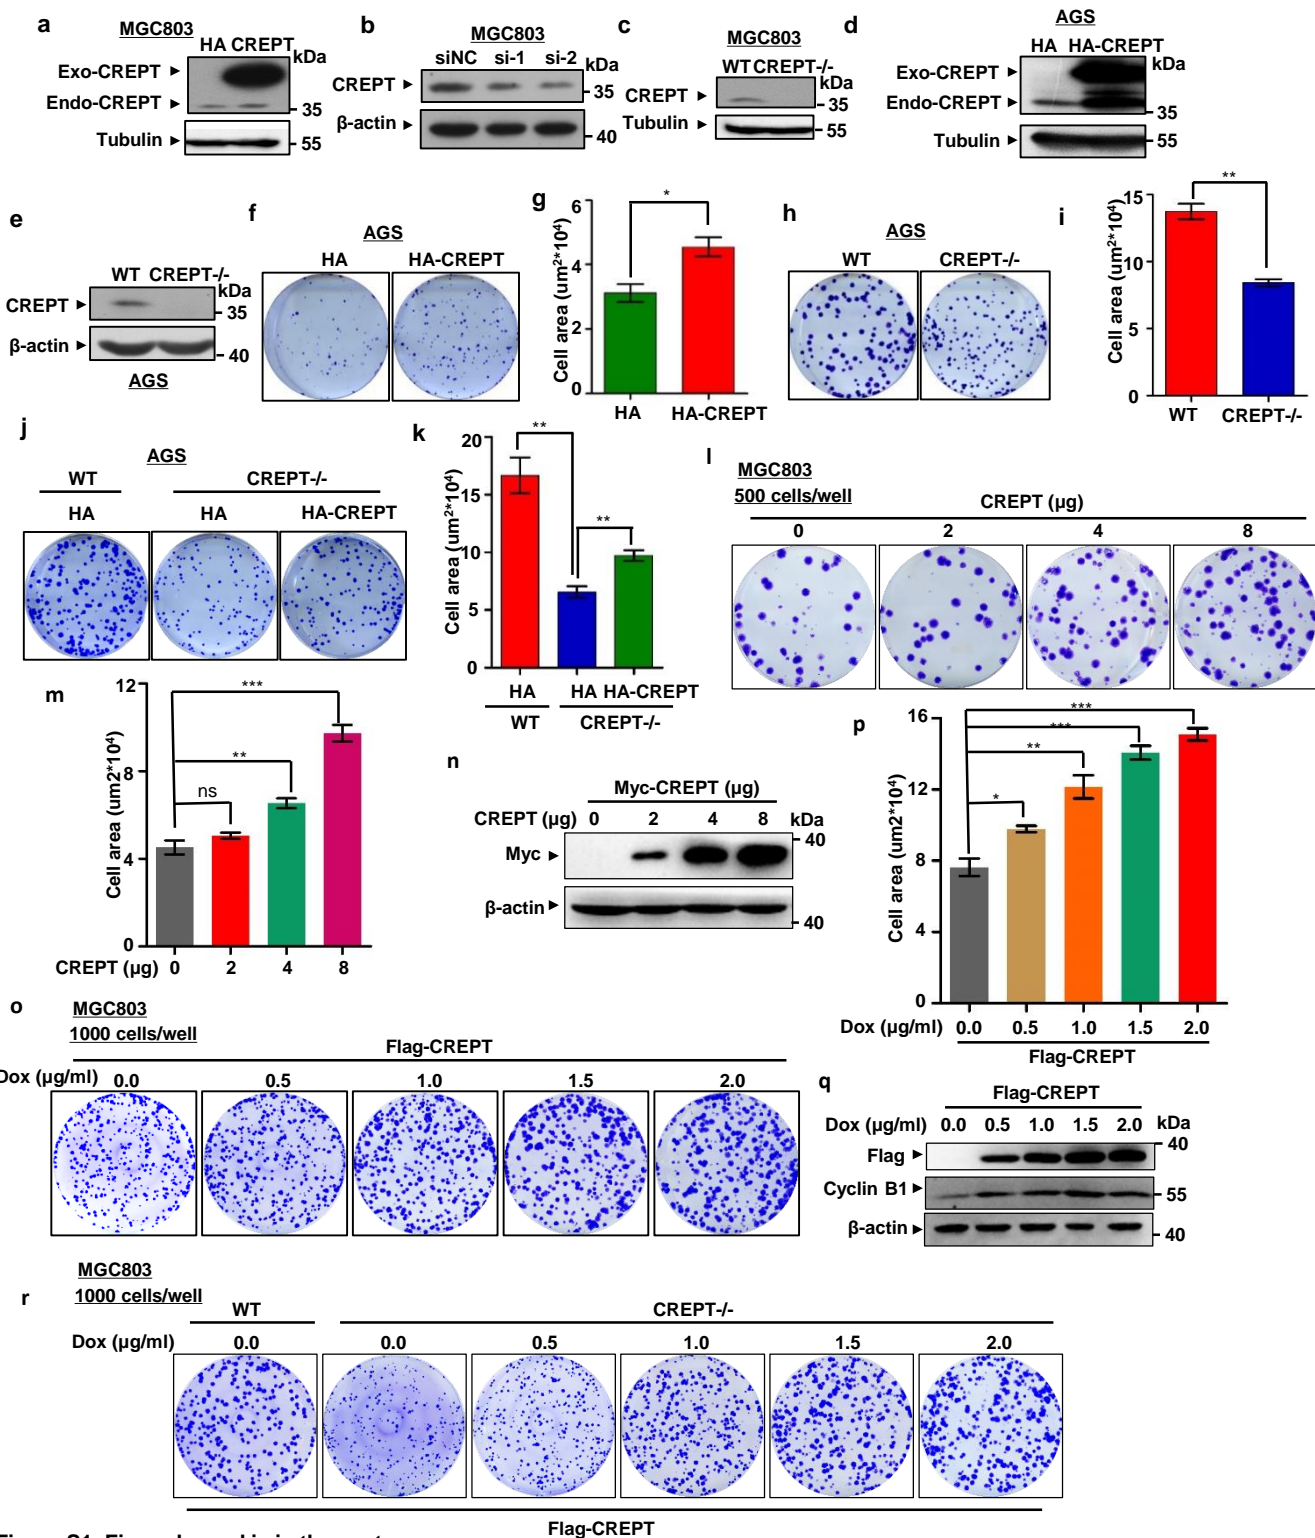 a
MGC803
HA CREPT
kDa
Exo-CREPT
Endo-CREPT
35
Tubulin
55
b
MGC803
siNC si-1 si-2
kDa
CREPT
35
β-actin
40
c
MGC803
WT CREPT-/-
kDa
CREPT
35
Tubulin
55
d
AGS
HA HA-CREPT
kDa
Exo-CREPT
Endo-CREPT
35
Tubulin
55
e
WT CREPT-/-
kDa
CREPT
35
β-actin
40
AGS
f
AGS
HA HA-CREPT
g
Cell area (um2*104)
6
4
2
0
*
HA HA-CREPT
h
AGS
WT CREPT-/-
i
Cell area (um2*104)
15
10
5
0
**
WT CREPT-/-
j
AGS
WT CREPT-/-
HA HA HA-CREPT
k
Cell area (um2*104)
20
15
10
5
0
**
**
HA HA HA-CREPT
WT CREPT-/-
l
MGC803
500 cells/well
CREPT (μg)
0 2 4 8
m
Cell area (um2*104)
12
8
4
0
***
**
ns
CREPT (μg) 0 2 4 8
n
Myc-CREPT (μg)
CREPT (μg) 0 2 4 8 kDa
40
Myc
β-actin
40
p
Cell area (um2*104)
16
12
8
4
0
***
***
**
*
Dox (μg/ml) 0.0 0.5 1.0 1.5 2.0
Flag-CREPT
o
MGC803
1000 cells/well
Flag-CREPT
Dox (μg/ml) 0.0 0.5 1.0 1.5 2.0
q
Flag-CREPT
Dox (μg/ml) 0.0 0.5 1.0 1.5 2.0 kDa
40
Flag
Cyclin B1
55
β-actin
40
r
MGC803
1000 cells/well
WT CREPT-/-
Dox (μg/ml) 0.0 0.0 0.5 1.0 1.5 2.0
Flag-CREPT